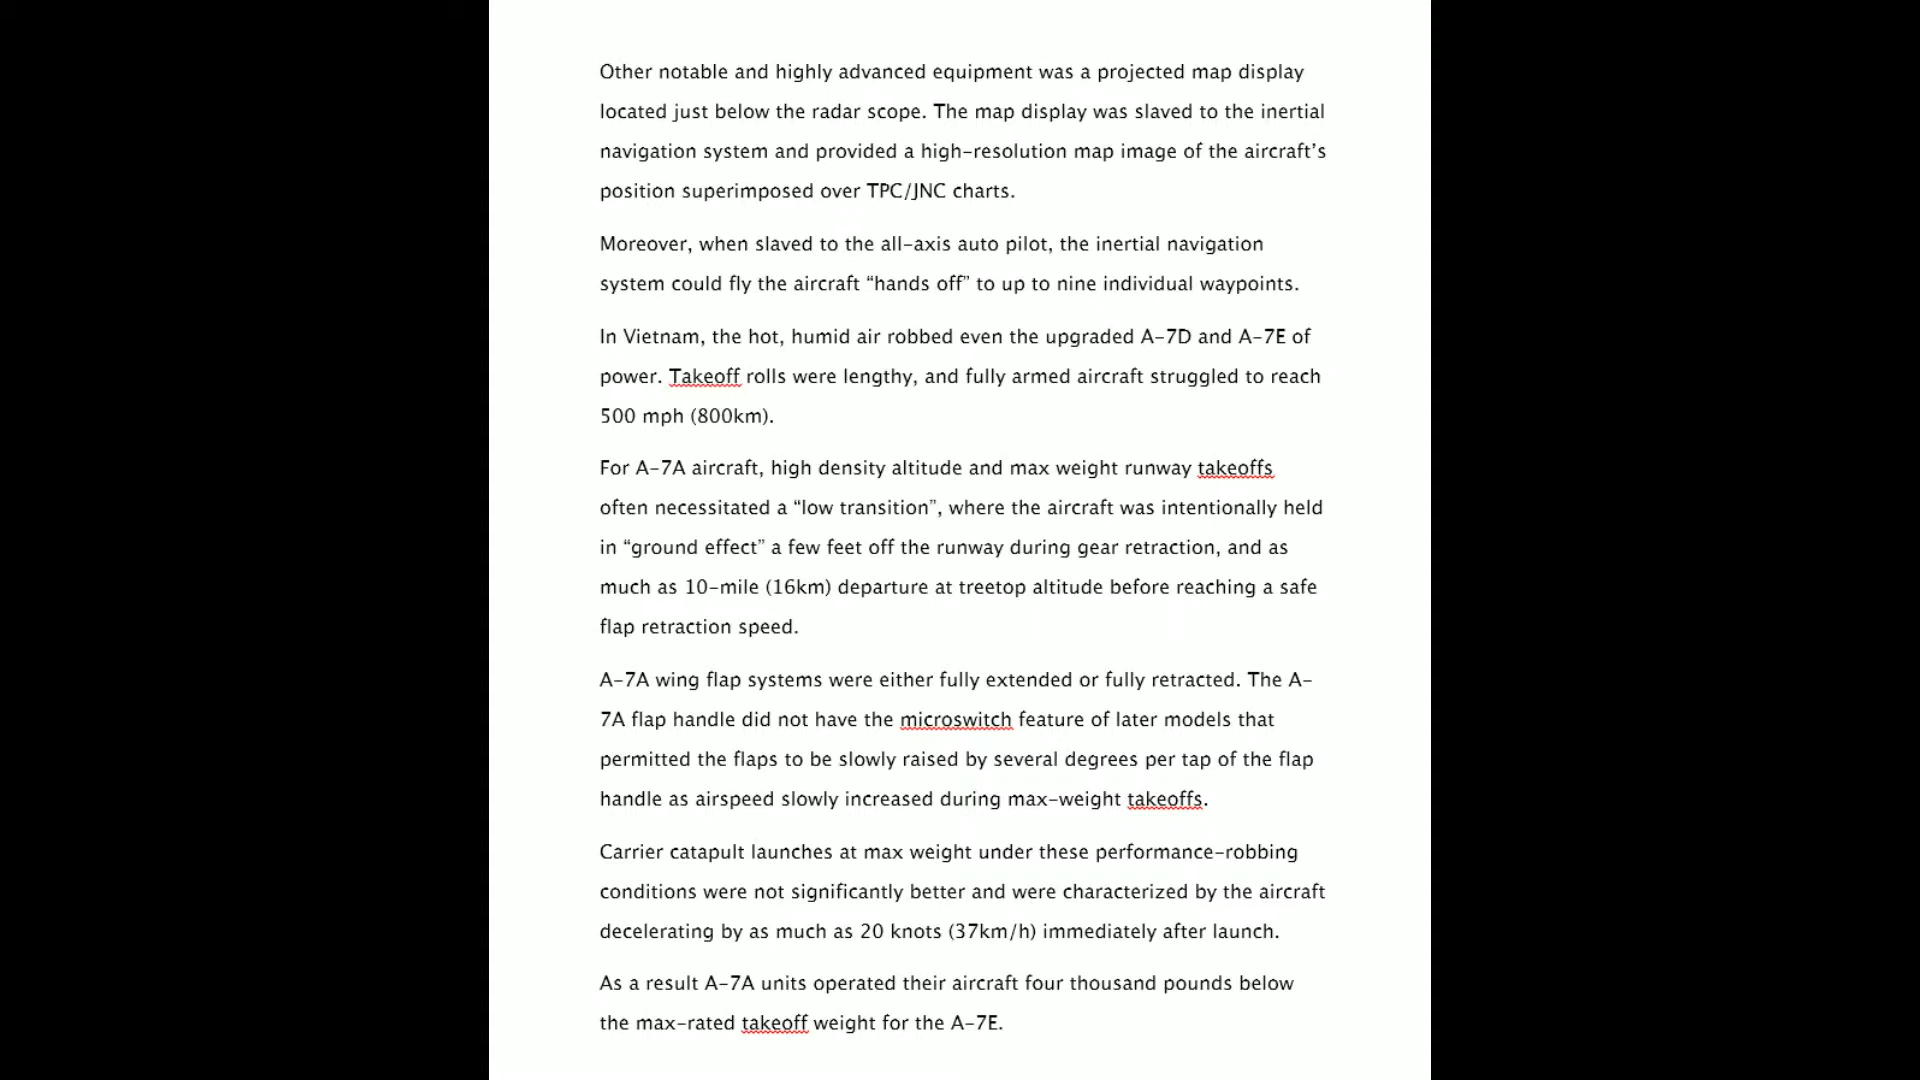 Other notable and highly advanced equipment was a projected map display
located just below the radar scope. The map display was slaved to the inertial
navigation system and provided a high-resolution map image of the aircraft’s
position superimposed over TPC/JNC charts.
Moreover, when slaved to the all-axis auto pilot, the inertial navigation
system could fly the aircraft “hands off” to up to nine individual waypoints.
In Vietnam, the hot, humid air robbed even the upgraded A-7D and A-7E of
power. Takeoff rolls were lengthy, and fully armed aircraft struggled to reach
500 mph (800km).
For A-7A aircraft, high density altitude and max weight runway takeoffs
often necessitated a “low transition”, where the aircraft was intentionally held
in “ground effect” a few feet off the runway during gear retraction, and as
much as 10-mile (16km) departure at treetop altitude before reaching a safe
flap retraction speed.
A-7A wing flap systems were either fully extended or fully retracted. The A-
7A flap handle did not have the microswitch feature of later models that
permitted the flaps to be slowly raised by several degrees per tap of the flap
handle as airspeed slowly increased during max-weight takeoffs.
Carrier catapult launches at max weight under these performance-robbing
conditions were not significantly better and were characterized by the aircraft
decelerating by as much as 20 knots (37km/h) immediately after launch.
As a result A-7A units operated their aircraft four thousand pounds below
the max-rated takeoff weight for the A-7E.